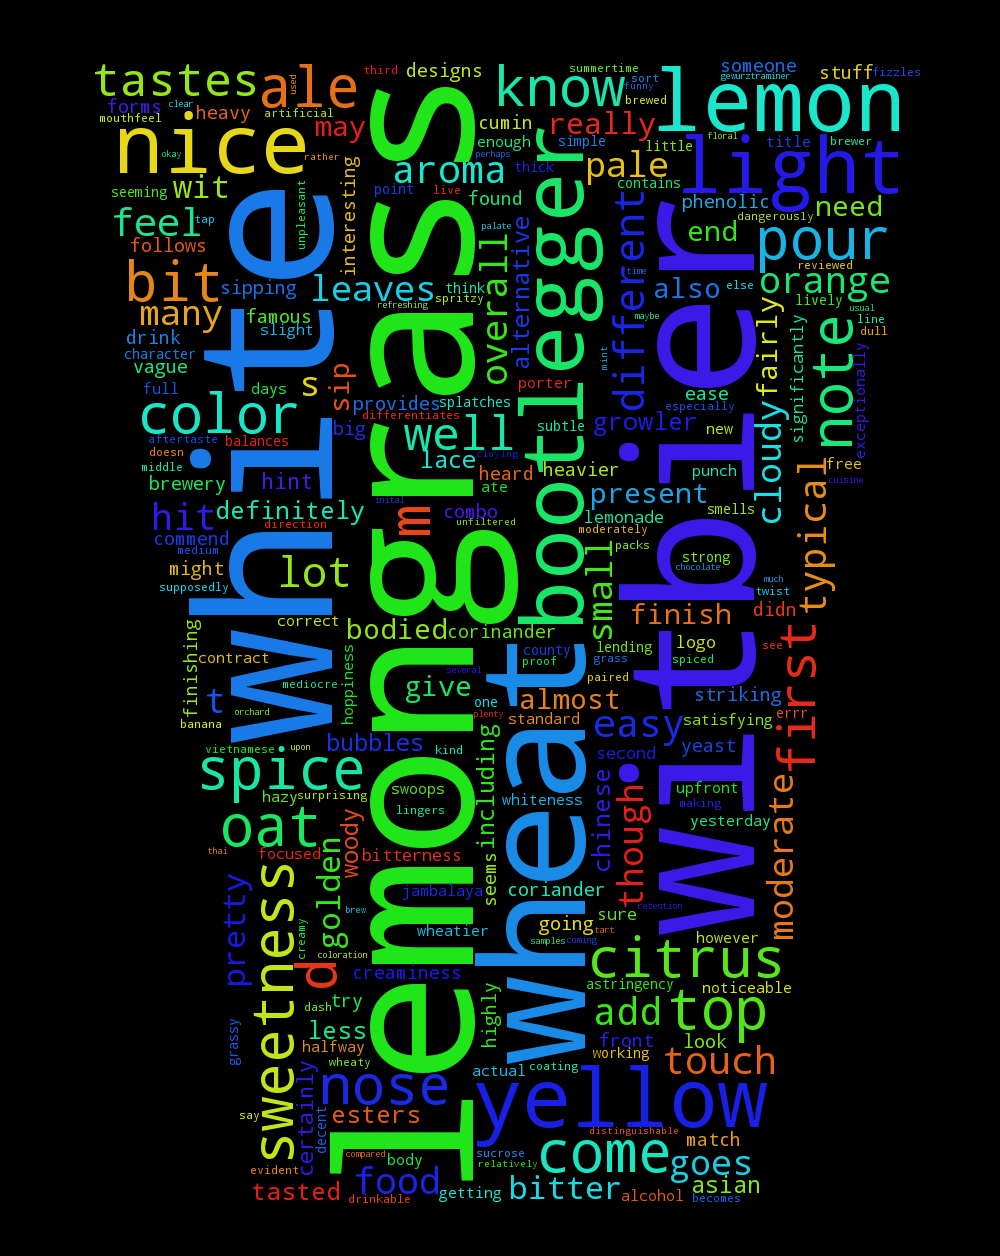 tastes
ale
third
designs
know
summertime
sort
funny
brewed
lemon
someone
gewurztraminer
stuff
fizzles
forms
clear
mouthfeel
heavy
used
artificial
may
cumin
enough
really
simple
little
floral
title
brewer
nice
okay
rather
aroma
perhaps
thick
pale
contains
light
seeming
wit
unpleasant
interesting
point
live
found
palate
phenolic
dangerously
need
feel
tap
follows
white
lemongrass
bootlegger
different
witbier
end
pour
reviewed
bit
sipping
leaves
think
overall
alternative
time
also
else
orange
lively
usual
many
famous
slight
refreshing
spritzy
maybe
fairly
significantly
line
dull
note
drink
character
vague
full
days
s
sip
provides
splatches
porter
mint
ease
especially
exceptionally
color
differentiates
big
well
subtle
growler
new
cloudy
aftertaste
balances
doesn
middle
brewery
hint
lace
cloying
heard
heavier
punch
free
cuisine
typical
hit
definitely
inital
ate
present
smells
direction
m
combo
unfiltered
lemonade
moderately
packs
commend
medium
might
supposedly
lot
small
strong
chocolate
much
twist
correct
bodied
corinander
finish
didn
finishing
contract
hoppiness
wheat
county
proof
grass
lending
logo
spiced
see
first
t
mediocre
several
give
paired
one
almost
striking
banana
orchard
plenty
standard
easy
satisfying
errr
vietnamese
upon
bubbles
kind
including
second
yeast
spice
hazy
surprising
swoops
lingers
whiteness
chinese
though
upfront
making
yesterday
moderate
oat
thai
focused
woody
bitterness
seems
coriander
golden
jambalaya
retention
pretty
sweetness
brew
creamy
wheatier
going
sure
tart
samples
coming
however
d
coloration
creaminess
citrus
astringency
noticeable
dash
try
highly
add
top
grassy
less
halfway
wheaty
front
look
working
touch
actual
coating
nose
yellow
certainly
decent
say
esters
distinguishable
match
evident
compared
body
sucrose
relatively
come
goes
tasted
food
drinkable
getting
bitter
alcohol
asian
becomes